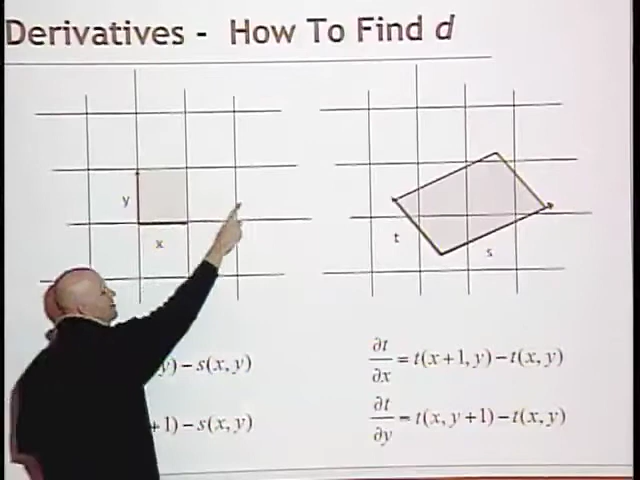 Derivatives - How To Find d
y
x
t
s
y) − s(x, y)
+1) − s(x, y)
∂t/∂x = t(x+1, y) − t(x, y)
∂t/∂y = t(x, y+1) − t(x, y)